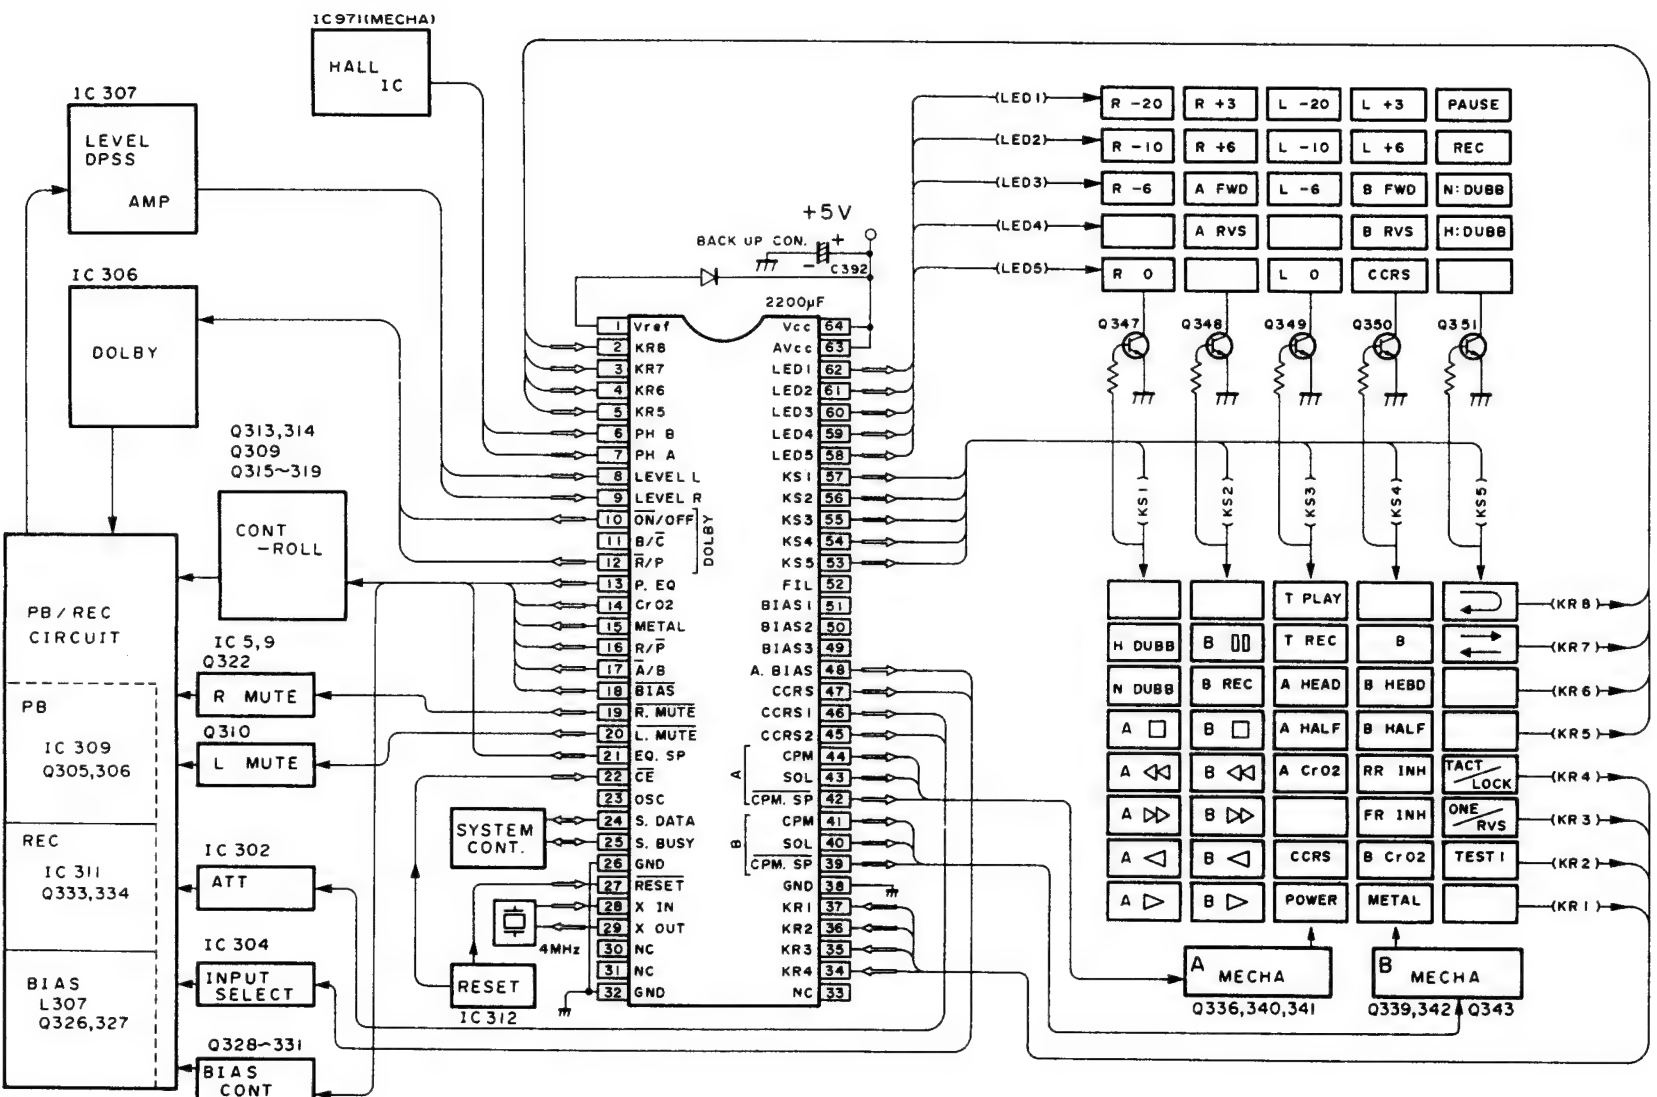 IC971(MECHA)
HALL
IC
IC 307
LEVEL
DPSS
AMP
IC 306
DOLBY
Q313,314
Q309
Q315~319
CONT
-ROLL
PB/REC
CIRCUIT
IC 5,9
Q322
R MUTE
PB
IC 309
Q305,306
Q310
L MUTE
REC
IC 311
Q333,334
IC 302
ATT
BIAS
L307
Q326,327
IC 304
INPUT
SELECT
Q328~331
BIAS
CONT
SYSTEM
CONT.
4MHz
RESET
IC312
+5V
BACK UP CON.
+
-
C392
2200μF
1 Vref
2 KR8
3 KR7
4 KR6
5 KR5
6 PH B
7 PH A
8 LEVEL L
9 LEVEL R
10 ON/OFF
11 B/C
12 R/P
DOLBY
13 P. EQ
14 CrO2
15 METAL
16 R/P
17 A/B
18 BIAS
19 R. MUTE
20 L. MUTE
21 EQ. SP
22 CE
23 OSC
24 S. DATA
25 S. BUSY
26 GND
27 RESET
28 X IN
29 X OUT
30 NC
31 NC
32 GND
Vcc 64
AVcc 63
LED1 62
LED2 61
LED3 60
LED4 59
LED5 58
KS1 57
KS2 56
KS3 55
KS4 54
KS5 53
FIL 52
BIAS1 51
BIAS2 50
BIAS3 49
A. BIAS 48
CCRS 47
CCRS1 46
CCRS2 45
A
CPM 44
SOL 43
CPM. SP 42
B
CPM 41
SOL 40
CPM. SP 39
GND 38
KR1 37
KR2 36
KR3 35
KR4 34
NC 33
(LED1) R -20 R +3 L -20 L +3 PAUSE
(LED2) R -10 R +6 L -10 L +6 REC
(LED3) R -6 A FWD L -6 B FWD N:DUBB
(LED4) A RVS B RVS H:DUBB
(LED5) R 0 L 0 CCRS
Q347 Q348 Q349 Q350 Q351
(KS1) (KS2) (KS3) (KS4) (KS5)
T PLAY (KR8)
H DUBB B T REC B (KR7)
N DUBB B REC A HEAD B HEBD (KR6)
A B A HALF B HALF (KR5)
A B A CrO2 RR INH TACT/LOCK (KR4)
A B FR INH ONE/RVS (KR3)
A B CCRS B CrO2 TEST1 (KR2)
A B POWER METAL (KR1)
A MECHA
B MECHA
Q336,340,341
Q339,342
Q343